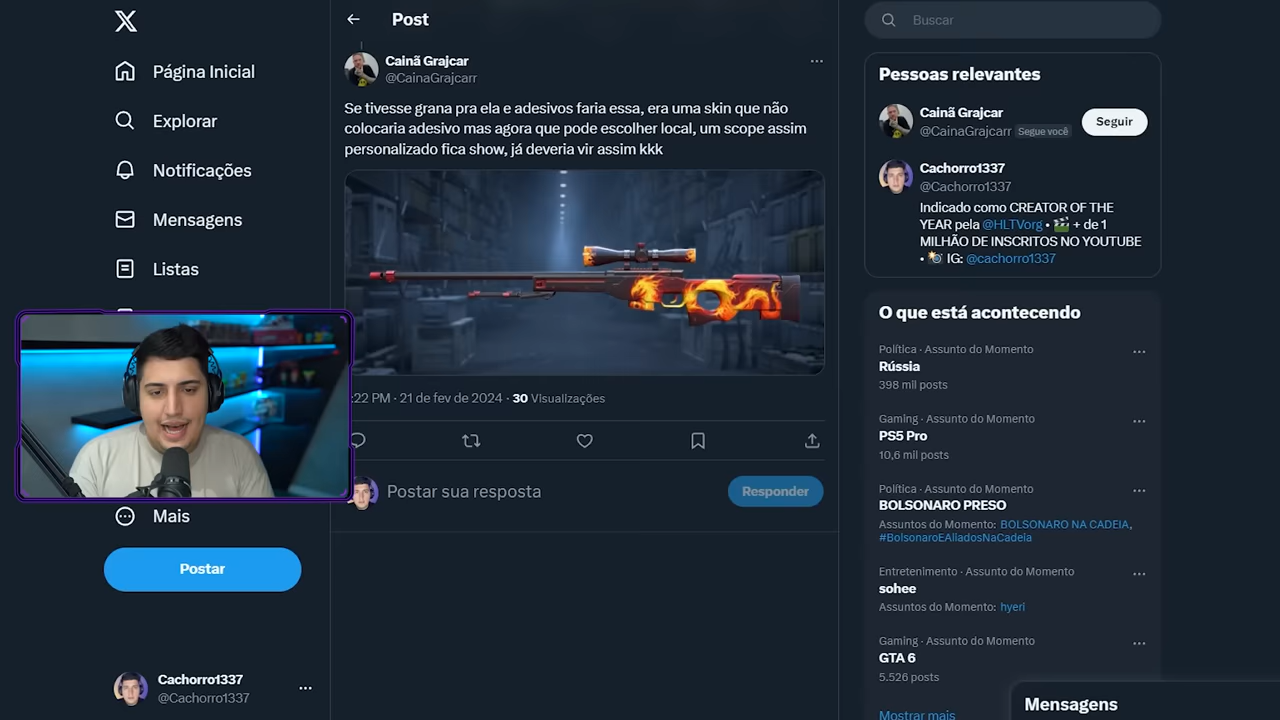 Página Inicial
Explorar
Notificações
Mensagens
Listas
Mais
Postar
Cachorro1337
@Cachorro1337
Post
Cainã Grajcar
@CainaGrajcarr
Se tivesse grana pra ela e adesivos faria essa, era uma skin que não
colocaria adesivo mas agora que pode escolher local, um scope assim
personalizado fica show, já deveria vir assim kkk
:22 PM · 21 de fev de 2024 · 30 Visualizações
Postar sua resposta
Responder
Buscar
Pessoas relevantes
Cainã Grajcar
@CainaGrajcarr Segue você
Seguir
Cachorro1337
@Cachorro1337
Indicado como CREATOR OF THE
YEAR pela @HLTVorg • 🎬 + de 1
MILHÃO DE INSCRITOS NO YOUTUBE
• 📸 IG: @cachorro1337
O que está acontecendo
Política · Assunto do Momento
Rússia
398 mil posts
Gaming · Assunto do Momento
PS5 Pro
10,6 mil posts
Política · Assunto do Momento
BOLSONARO PRESO
Assuntos do Momento: BOLSONARO NA CADEIA,
#BolsonaroEAliadosNaCadeia
Entretenimento · Assunto do Momento
sohee
Assuntos do Momento: hyeri
Gaming · Assunto do Momento
GTA 6
5.526 posts
Mostrar mais
Mensagens